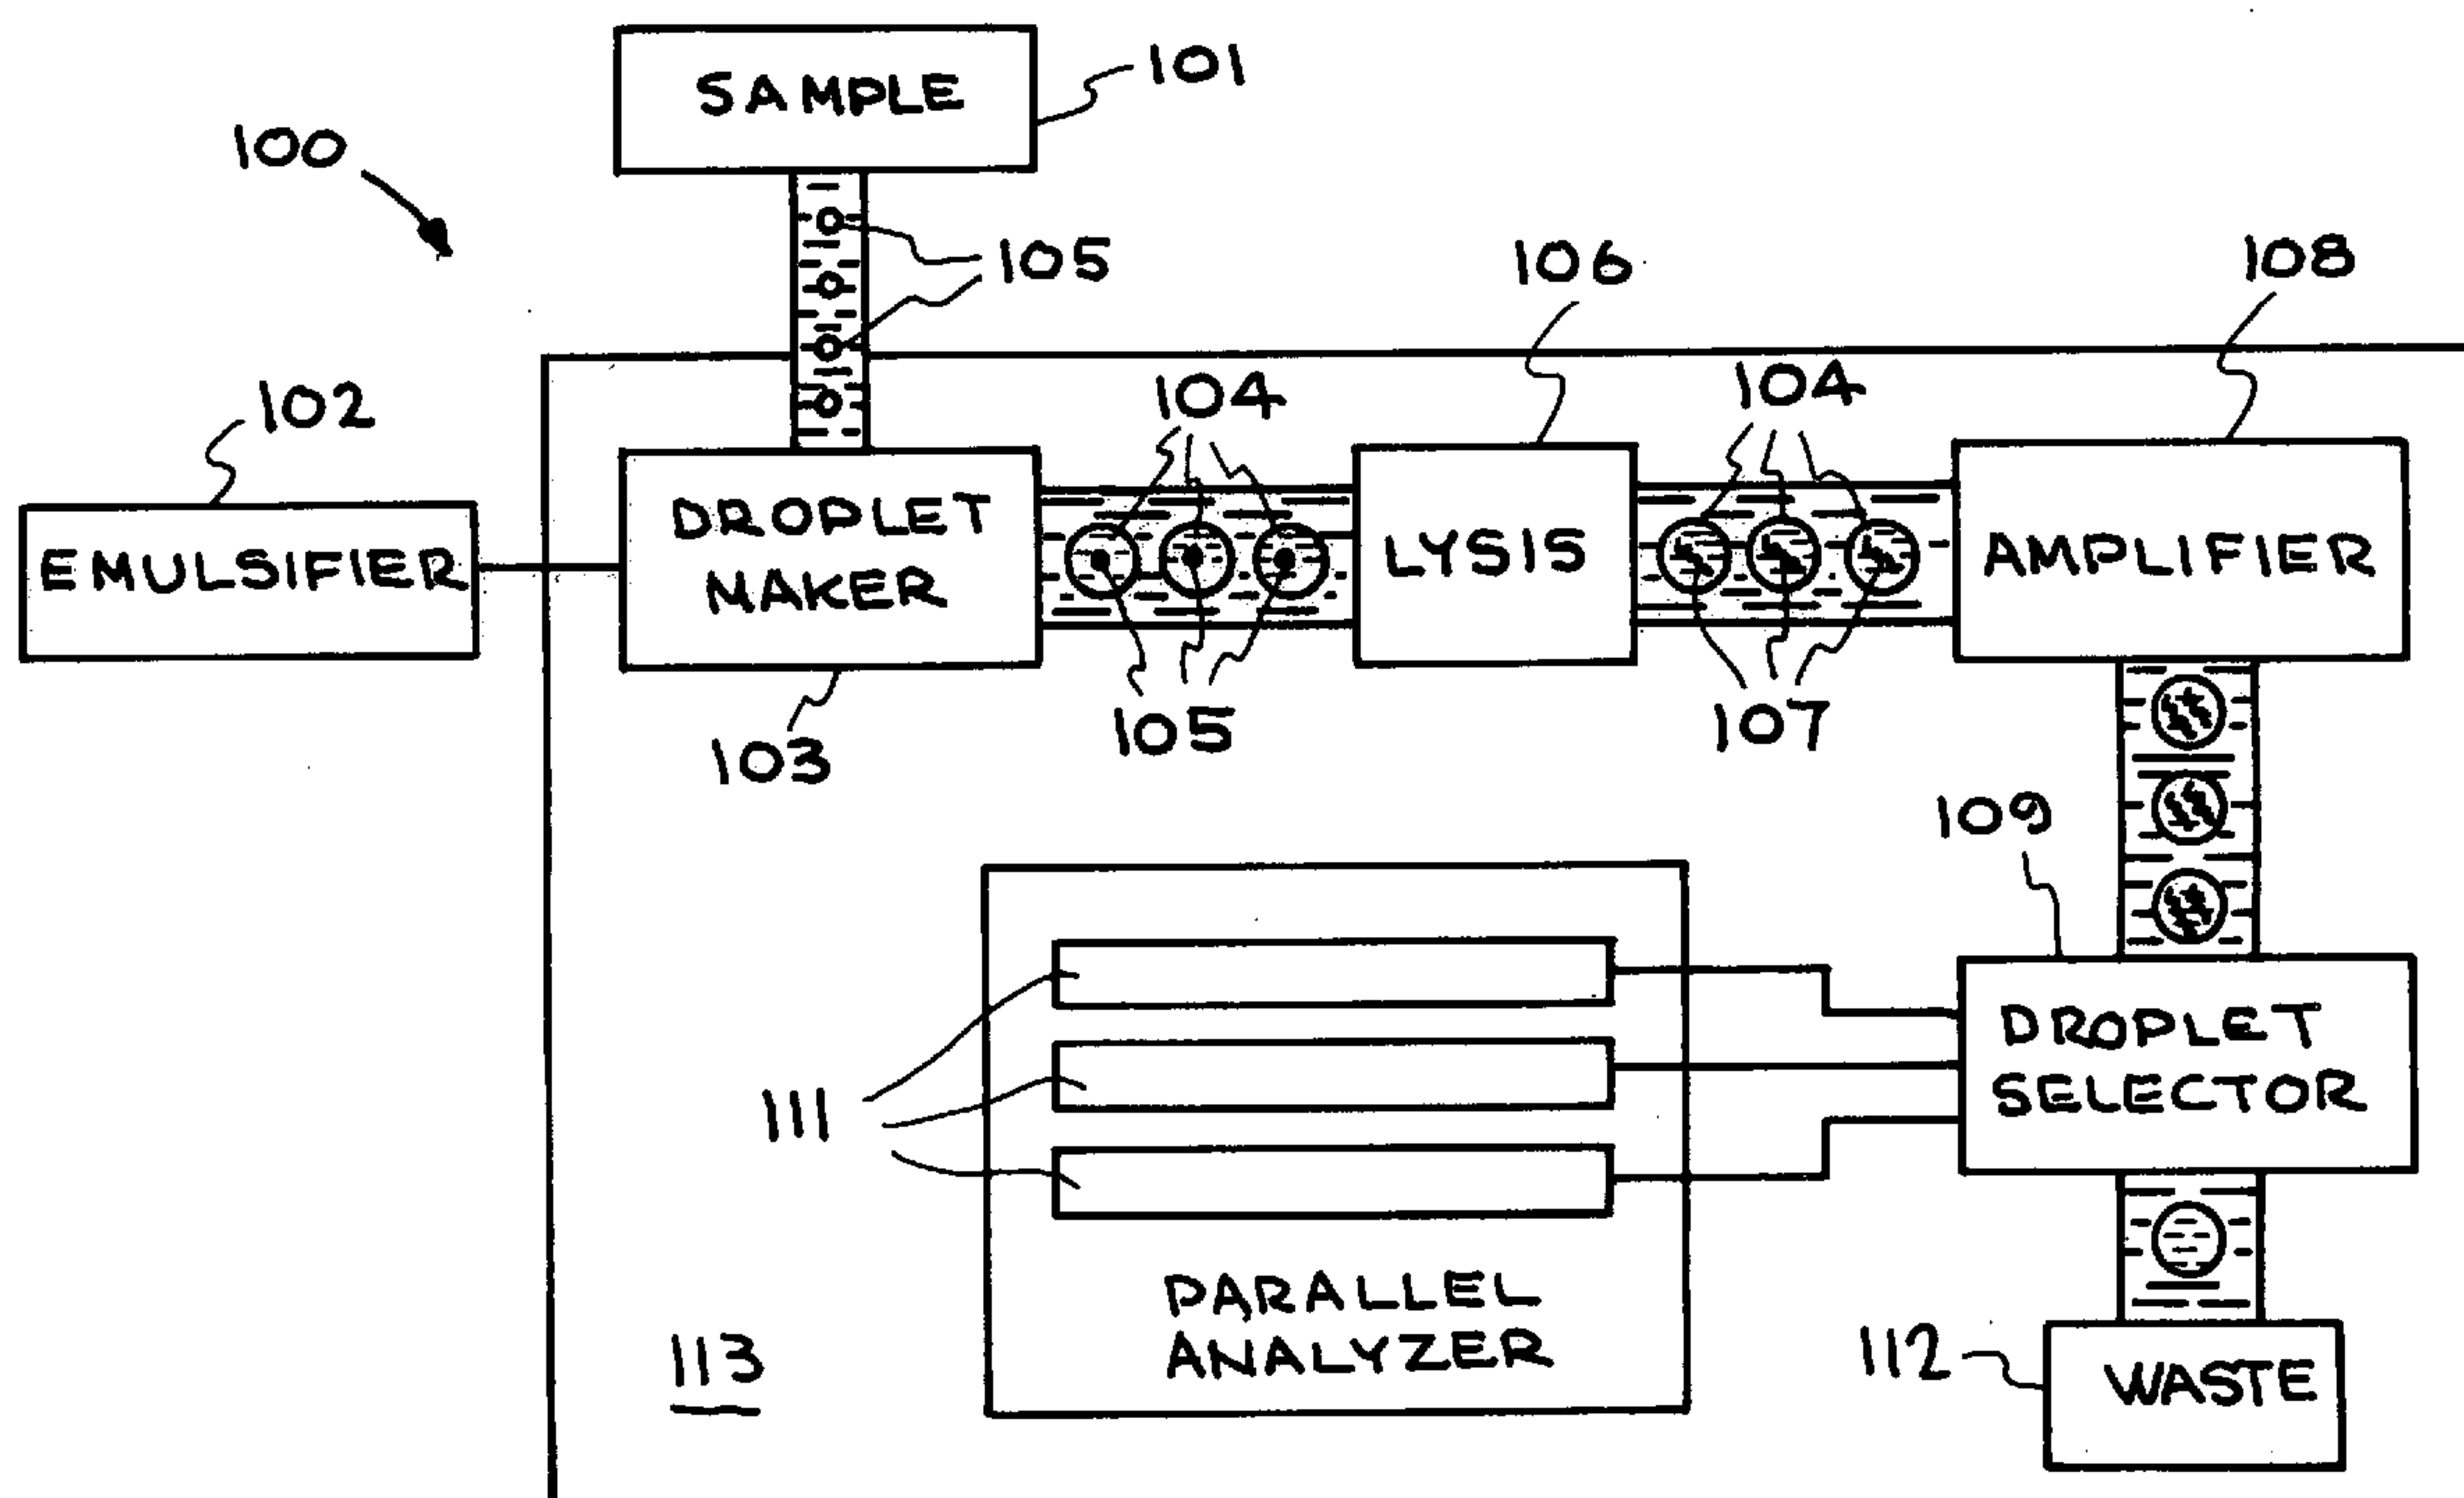 SAMPLE
101
100
105
106
108
102
104
104
EMULSIFIER
DROPLET
MAKER
LYSIS
AMPLIFIER
103
105
107
109
111
DROPLET
SELECTOR
PARALLEL
ANALYZER
113
112
WASTE